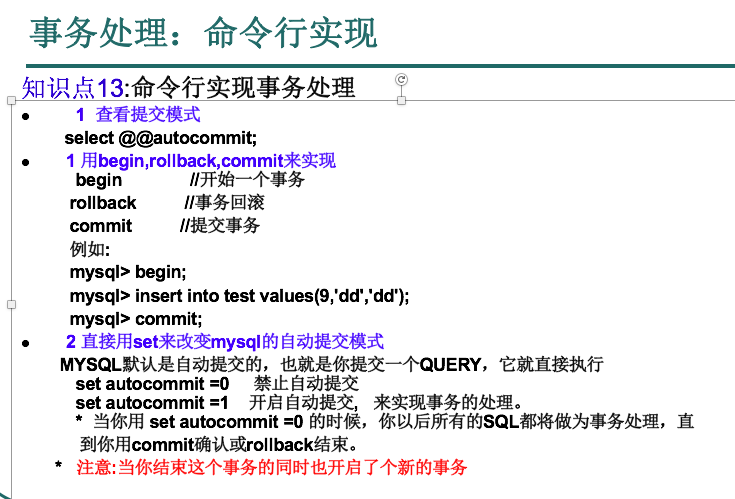 事务处理：命令行实现
知识点13:命令行实现事务处理
● 1 查看提交模式
select @@autocommit;
● 1 用begin,rollback,commit来实现
begin //开始一个事务
rollback //事务回滚
commit //提交事务
例如:
mysql> begin;
mysql> insert into test values(9,'dd','dd');
mysql> commit;
● 2 直接用set来改变mysql的自动提交模式
MYSQL默认是自动提交的，也就是你提交一个QUERY，它就直接执行
set autocommit =0 禁止自动提交
set autocommit =1 开启自动提交, 来实现事务的处理。
* 当你用 set autocommit =0 的时候，你以后所有的SQL都将做为事务处理，直
到你用commit确认或rollback结束。
* 注意:当你结束这个事务的同时也开启了个新的事务